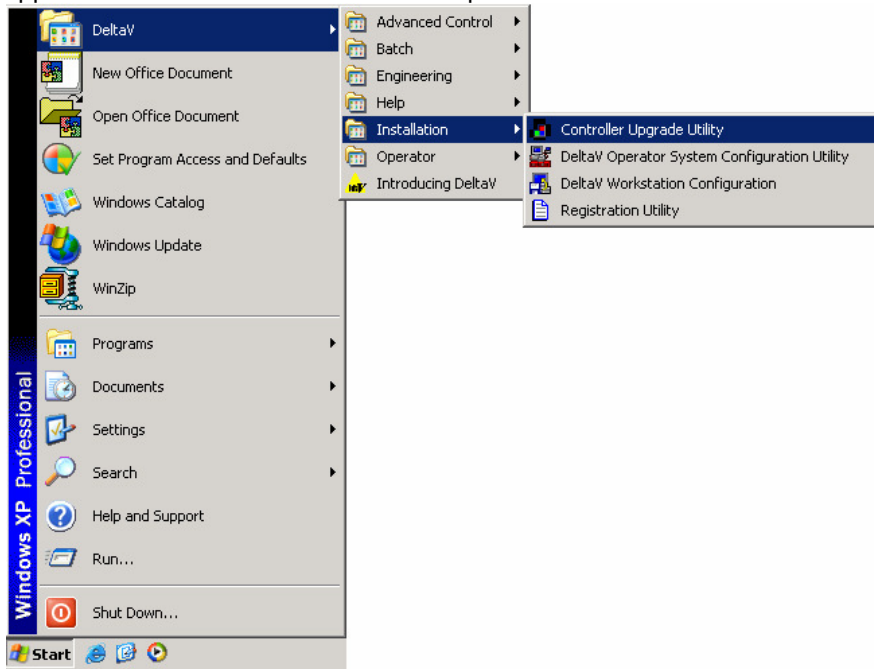 DeltaV
New Office Document
Open Office Document
Set Program Access and Defaults
Windows Catalog
Windows Update
WinZip
Programs
Documents
Settings
Search
Help and Support
Run...
Shut Down...
Windows XP Professional
Start
Advanced Control
Batch
Engineering
Help
Installation
Operator
Introducing DeltaV
Controller Upgrade Utility
DeltaV Operator System Configuration Utility
DeltaV Workstation Configuration
Registration Utility